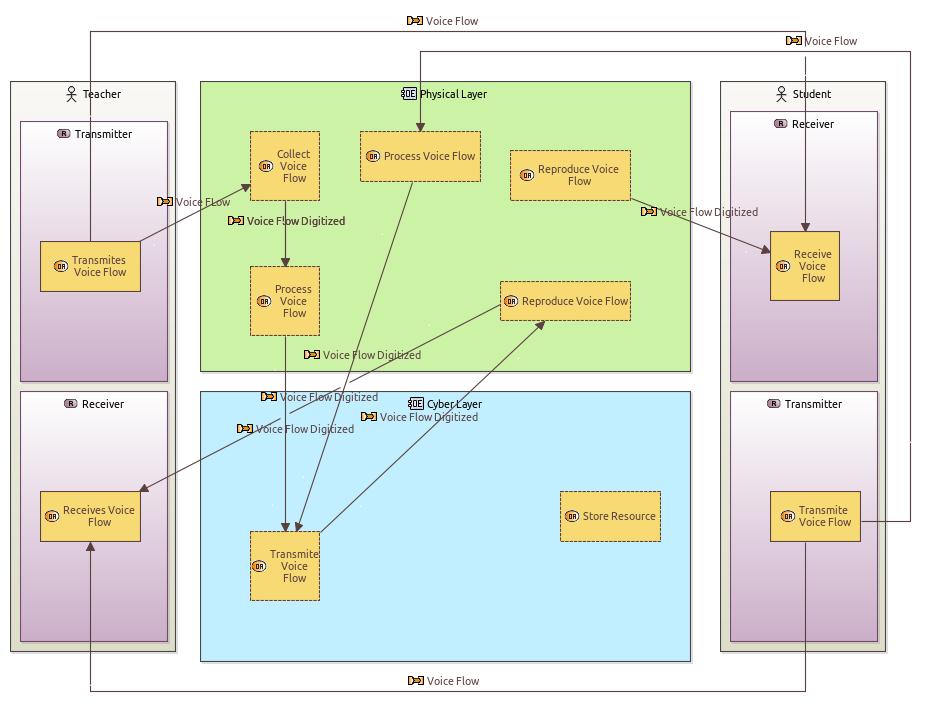 Voice Flow
Voice Flow
Teacher
Physical Layer
Student
Transmitter
Receiver
Collect
Voice
Flow
Process Voice Flow
Reproduce Voice
Flow
Voice FLow
Voice Flow Digitized
Voice Flow Digitized
Transmites
Voice Flow
Receive
Voice
Flow
Process
Voice
Flow
Reproduce Voice Flow
Voice Flow Digitized
Voice Flow Digitized
Receiver
Cyber Layer
Transmitter
Voice Flow Digitized
Voice Flow Digitized
Receives Voice
Flow
Store Resource
Transmite
Voice Flow
Transmite
Voice
Flow
Voice Flow